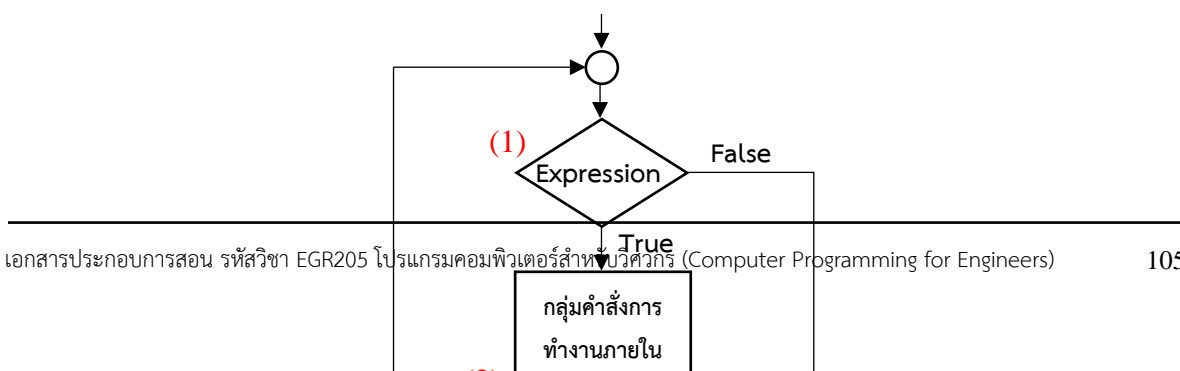 (1)
False
Expression
True
เอกสารประกอบการสอน รหัสวิชา EGR205 โปรแกรมคอมพิวเตอร์สำหรับวิศวกร (Computer Programming for Engineers) 105
กลุ่มคำสั่งการ
ทำงานภายใน